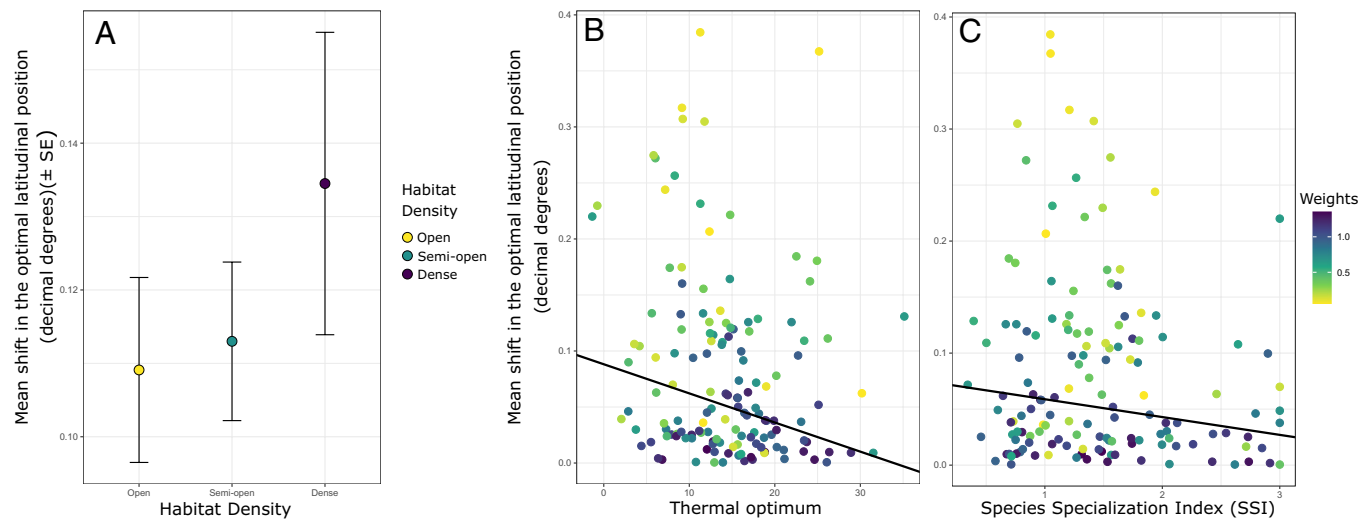 A
Mean shift in the optimal latitudinal position
(decimal degrees)(± SE)
0.14
0.12
0.10
Open
Semi-open
Dense
Habitat Density
Habitat
Density
Open
Semi-open
Dense
B
Mean shift in the optimal latitudinal position
(decimal degrees)
0.4
0.3
0.2
0.1
0.0
0
10
20
30
Thermal optimum
C
0.4
0.3
0.2
0.1
0.0
1
2
3
Species Specialization Index (SSI)
Weights
1.0
0.5